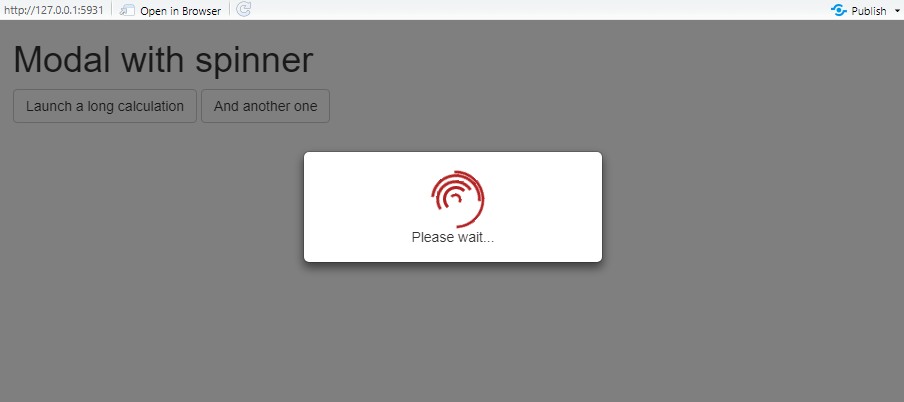 http://127.0.0.1:5931 Open in Browser Publish
Modal with spinner
Launch a long calculation And another one
Please wait...